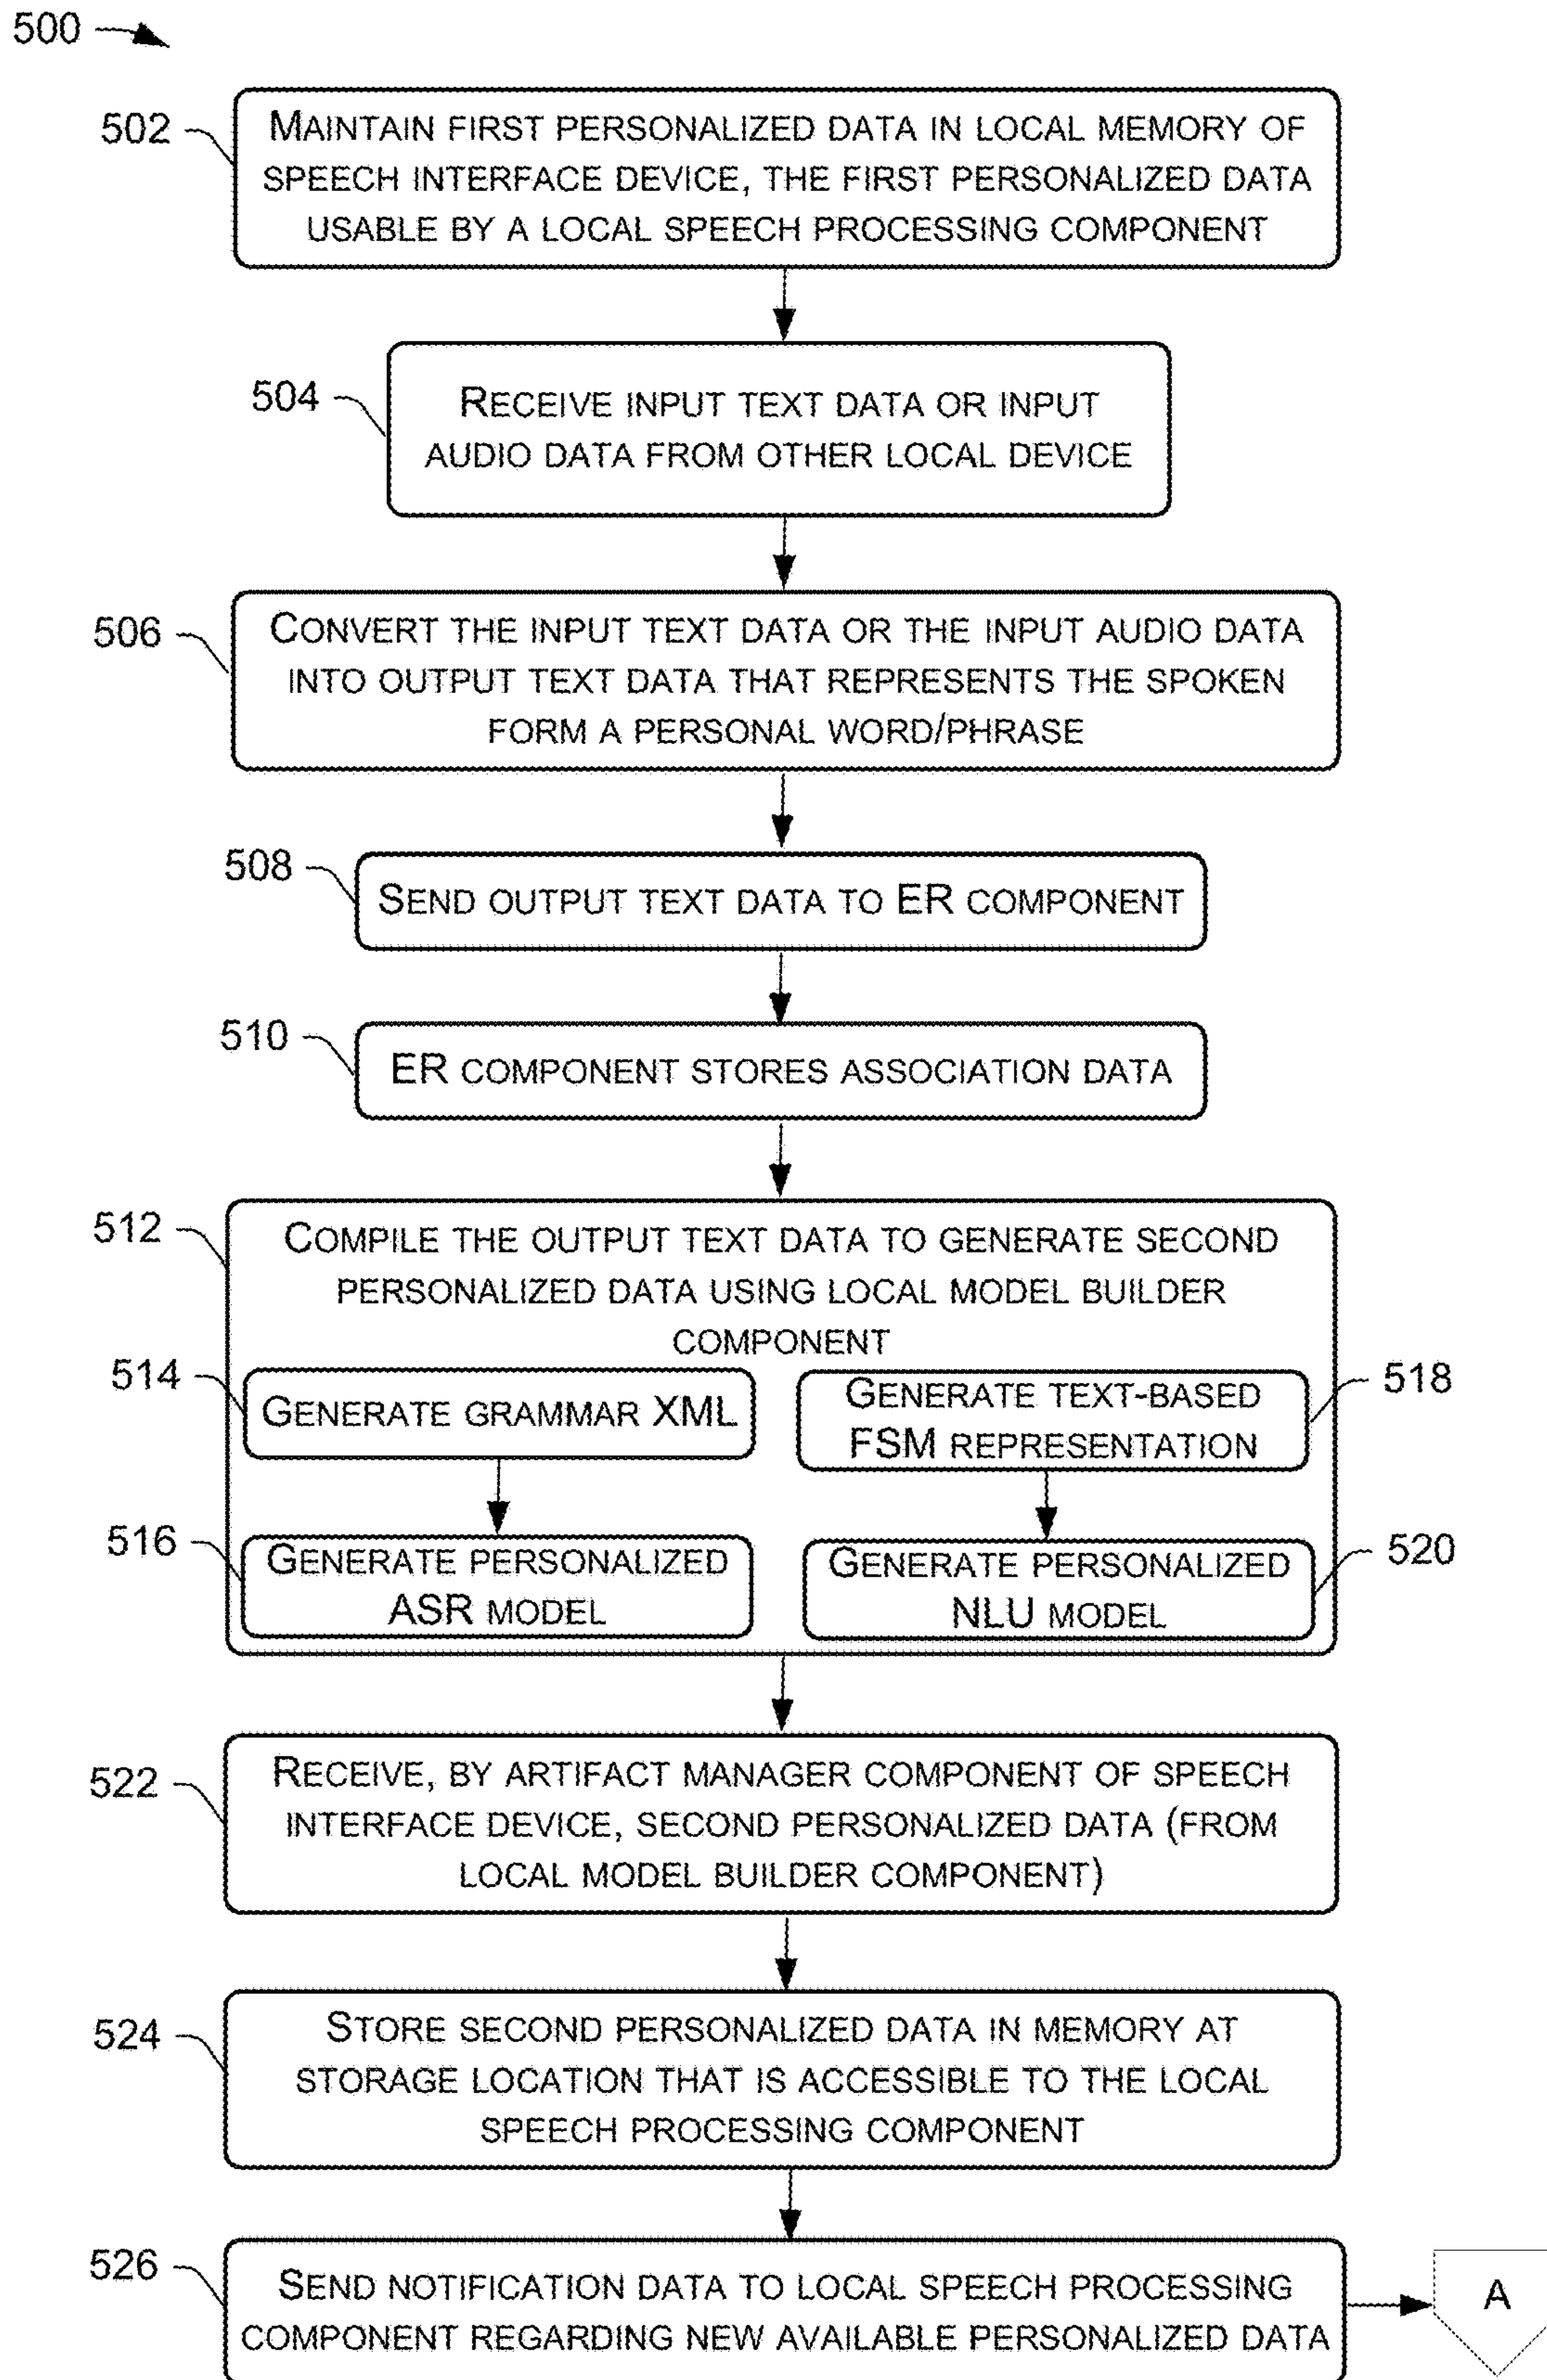 500
502
MAINTAIN FIRST PERSONALIZED DATA IN LOCAL MEMORY OF
SPEECH INTERFACE DEVICE, THE FIRST PERSONALIZED DATA
USABLE BY A LOCAL SPEECH PROCESSING COMPONENT
504
RECEIVE INPUT TEXT DATA OR INPUT
AUDIO DATA FROM OTHER LOCAL DEVICE
506
CONVERT THE INPUT TEXT DATA OR THE INPUT AUDIO DATA
INTO OUTPUT TEXT DATA THAT REPRESENTS THE SPOKEN
FORM A PERSONAL WORD/PHRASE
508
SEND OUTPUT TEXT DATA TO ER COMPONENT
510
ER COMPONENT STORES ASSOCIATION DATA
512
COMPILE THE OUTPUT TEXT DATA TO GENERATE SECOND
PERSONALIZED DATA USING LOCAL MODEL BUILDER
COMPONENT
514
GENERATE GRAMMAR XML
516
GENERATE PERSONALIZED
ASR MODEL
518
GENERATE TEXT-BASED
FSM REPRESENTATION
520
GENERATE PERSONALIZED
NLU MODEL
522
RECEIVE, BY ARTIFACT MANAGER COMPONENT OF SPEECH
INTERFACE DEVICE, SECOND PERSONALIZED DATA (FROM
LOCAL MODEL BUILDER COMPONENT)
524
STORE SECOND PERSONALIZED DATA IN MEMORY AT
STORAGE LOCATION THAT IS ACCESSIBLE TO THE LOCAL
SPEECH PROCESSING COMPONENT
526
SEND NOTIFICATION DATA TO LOCAL SPEECH PROCESSING
COMPONENT REGARDING NEW AVAILABLE PERSONALIZED DATA
A